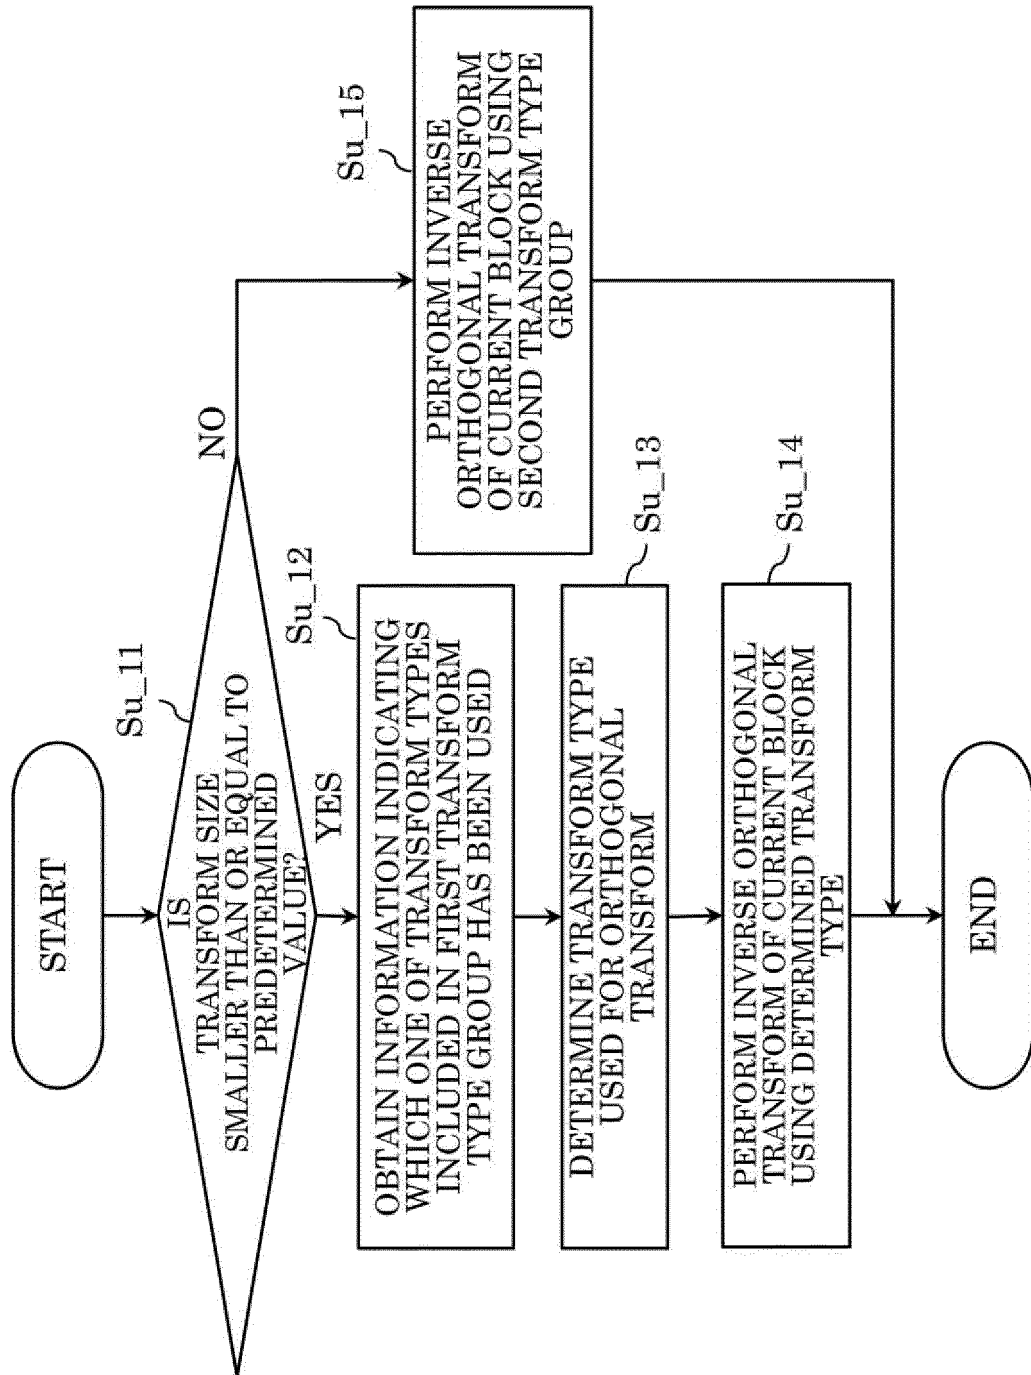 START
Su_11
IS
TRANSFORM SIZE
SMALLER THAN OR EQUAL TO
PREDETERMINED
VALUE?
NO
YES
Su_12
OBTAIN INFORMATION INDICATING
WHICH ONE OF TRANSFORM TYPES
INCLUDED IN FIRST TRANSFORM
TYPE GROUP HAS BEEN USED
Su_13
DETERMINE TRANSFORM TYPE
USED FOR ORTHOGONAL
TRANSFORM
Su_14
PERFORM INVERSE ORTHOGONAL
TRANSFORM OF CURRENT BLOCK
USING DETERMINED TRANSFORM
TYPE
Su_15
PERFORM INVERSE
ORTHOGONAL TRANSFORM
OF CURRENT BLOCK USING
SECOND TRANSFORM TYPE
GROUP
END